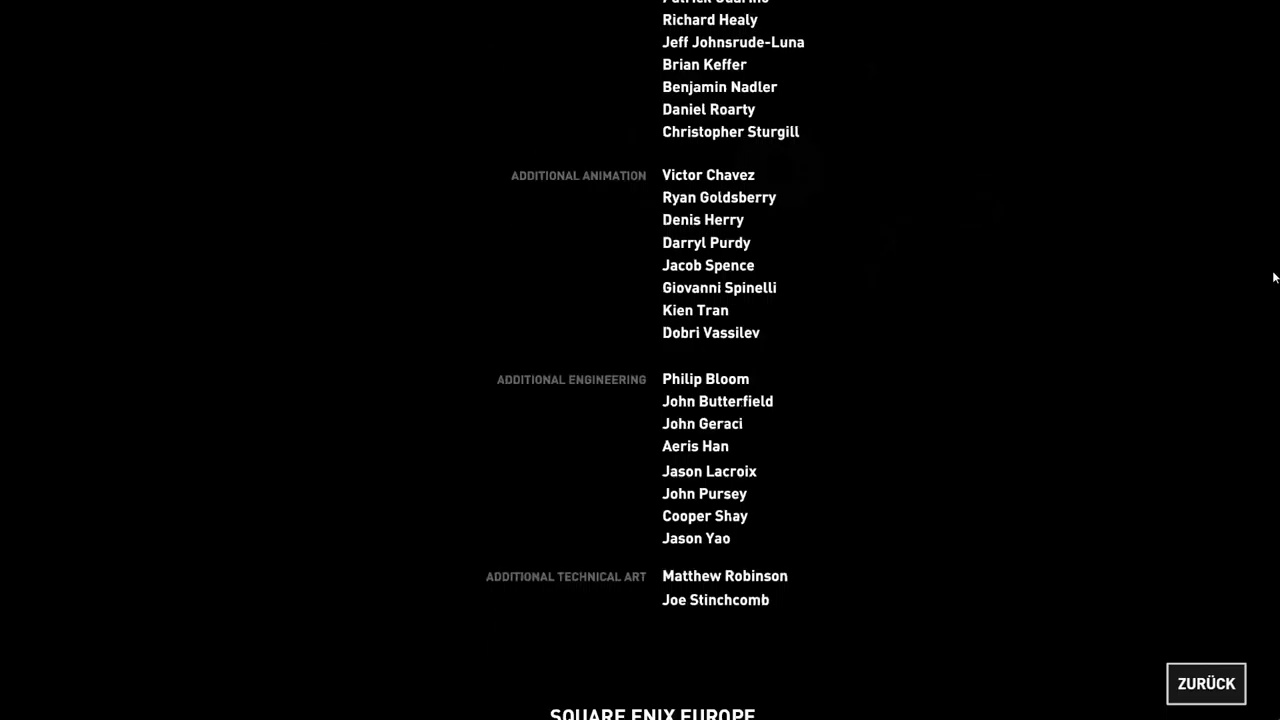 Richard Healy
Jeff Johnsrude-Luna
Brian Keffer
Benjamin Nadler
Daniel Roarty
Christopher Sturgill
ADDITIONAL ANIMATION Victor Chavez
Ryan Goldsberry
Denis Herry
Darryl Purdy
Jacob Spence
Giovanni Spinelli
Kien Tran
Dobri Vassilev
ADDITIONAL ENGINEERING Philip Bloom
John Butterfield
John Geraci
Aeris Han
Jason Lacroix
John Pursey
Cooper Shay
Jason Yao
ADDITIONAL TECHNICAL ART Matthew Robinson
Joe Stinchcomb
ZURÜCK
SQUARE ENIX EUROPE